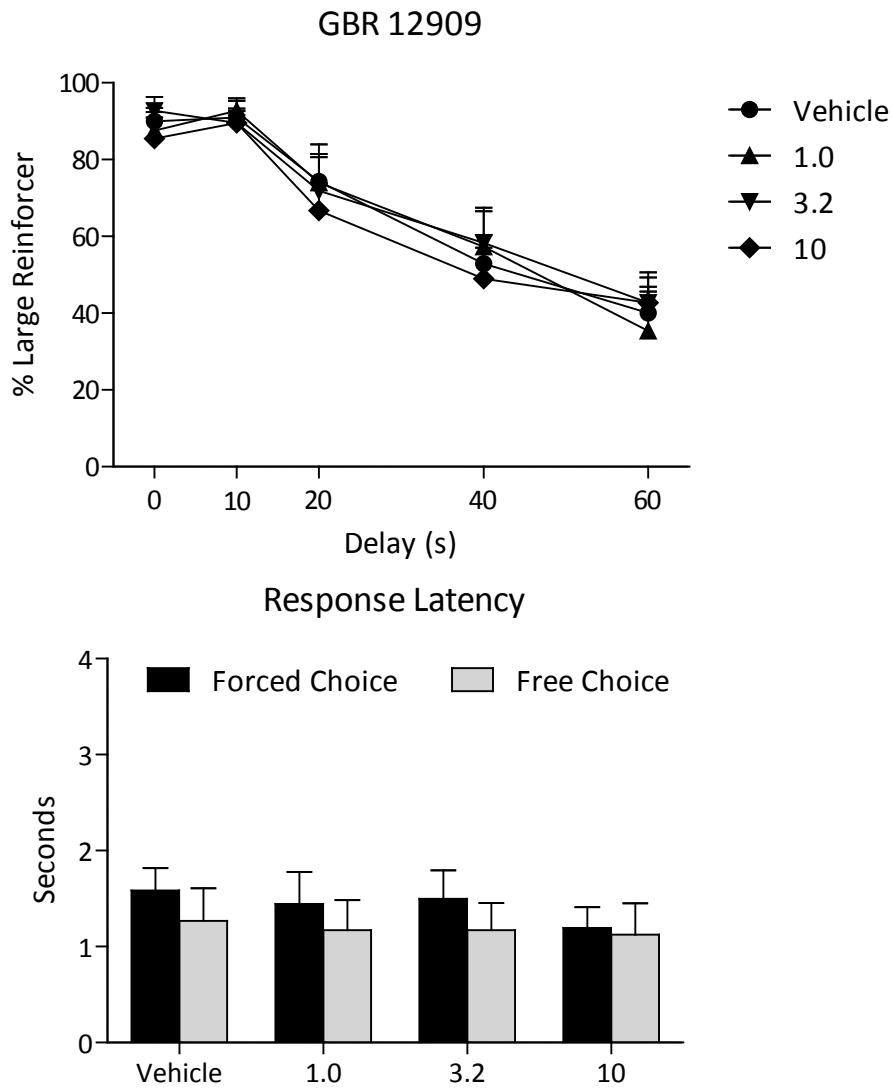 GBR 12909
100
80
60
40
20
0
% Large Reinforcer
0 10 20 40 60
Delay (s)
Vehicle
1.0
3.2
10
Response Latency
Forced Choice Free Choice
4
3
2
1
0
Seconds
Vehicle 1.0 3.2 10